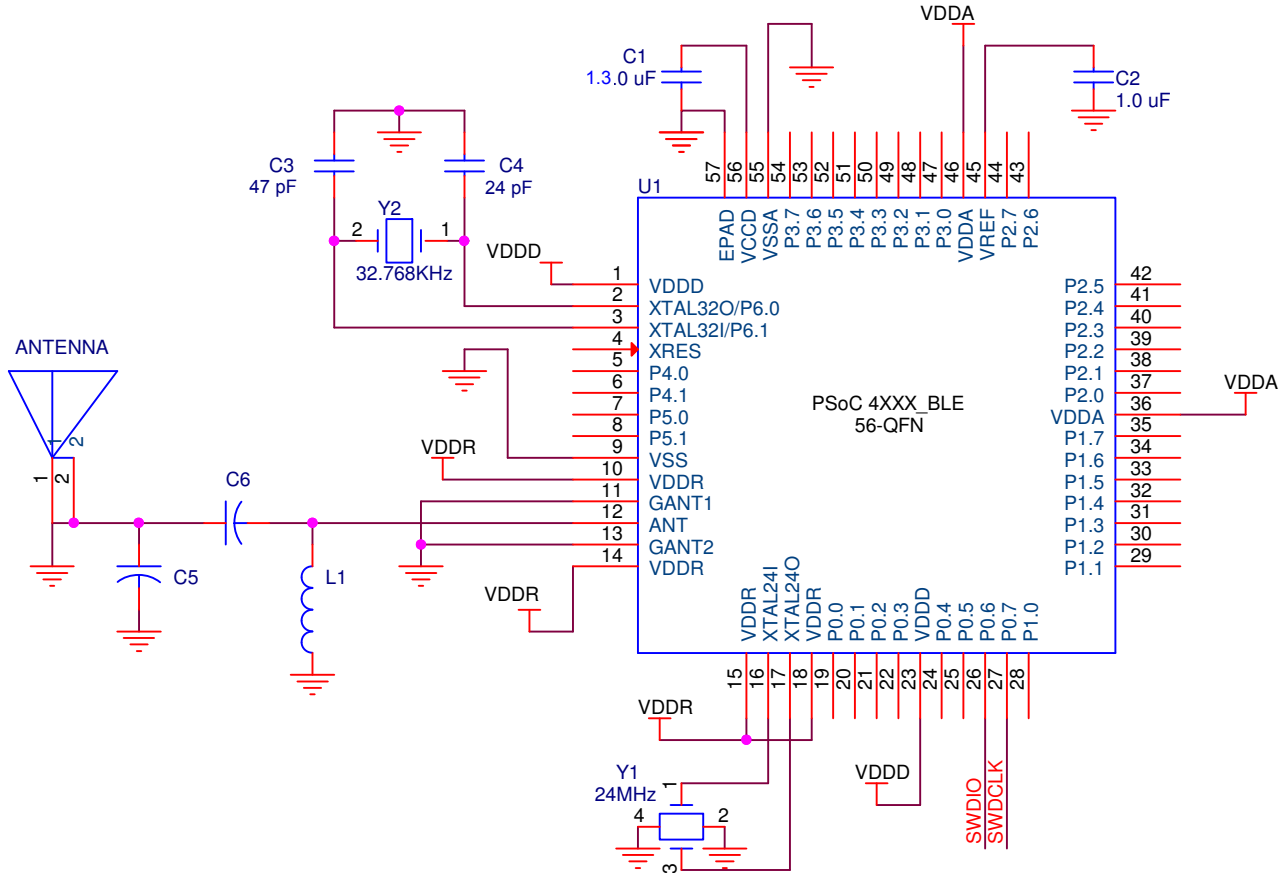 VDDA
C1
1.3.0 uF
C2
1.0 uF
C3
47 pF
C4
24 pF
Y2
2
1
32.768KHz
57
56
55
54
53
52
51
50
49
48
47
46
45
44
43
U1
EPAD
VCCD
VSSA
P3.7
P3.6
P3.5
P3.4
P3.3
P3.2
P3.1
P3.0
VDDA
VREF
P2.7
P2.6
VDDD
1 VDDD
2 XTAL32O/P6.0
3 XTAL32I/P6.1
4 XRES
5 P4.0
6 P4.1
7 P5.0
8 P5.1
9 VSS
10 VDDR
11 GANT1
12 ANT
13 GANT2
14 VDDR
P2.5 42
P2.4 41
P2.3 40
P2.2 39
P2.1 38
P2.0 37
VDDA 36
P1.7 35
P1.6 34
P1.5 33
P1.4 32
P1.3 31
P1.2 30
P1.1 29
VDDA
PSoC 4XXX_BLE
56-QFN
ANTENNA
1
2
1
2
VDDR
C6
C5
L1
VDDR
VDDR
XTAL24I
XTAL24O
VDDR
P0.0
P0.1
P0.2
P0.3
VDDD
P0.4
P0.5
P0.6
P0.7
P1.0
15
16
17
18
19
20
21
22
23
24
25
26
27
28
VDDR
Y1
24MHz
1
4
2
3
VDDD
SWDIO
SWDCLK